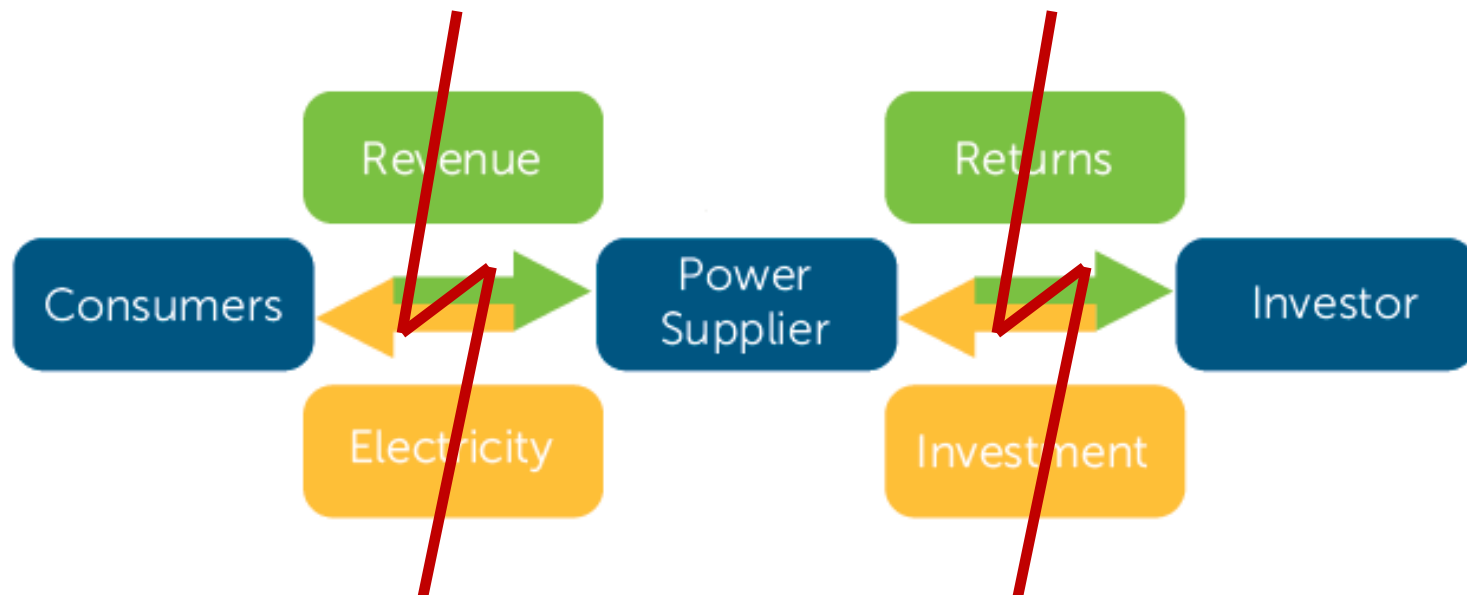 Revenue
Returns
Consumers
Power
Supplier
Investor
Electricity
Investment